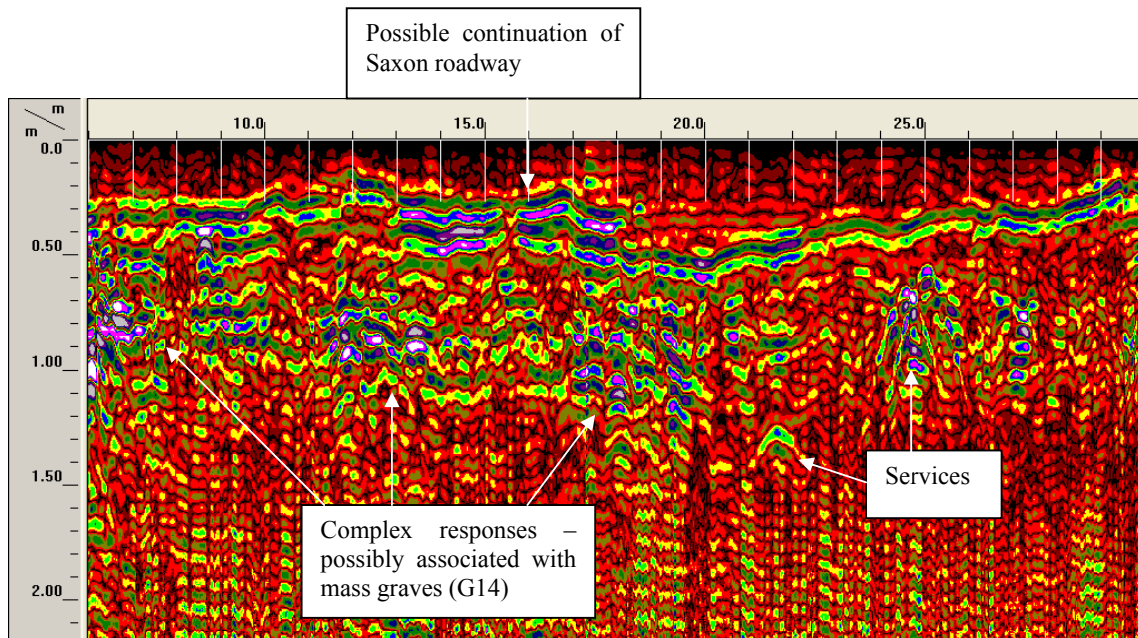 Possible continuation of
Saxon roadway
m
m
10.0 15.0 20.0 25.0
0.0
0.50
1.00
1.50
2.00
Services
Complex responses –
possibly associated with
mass graves (G14)